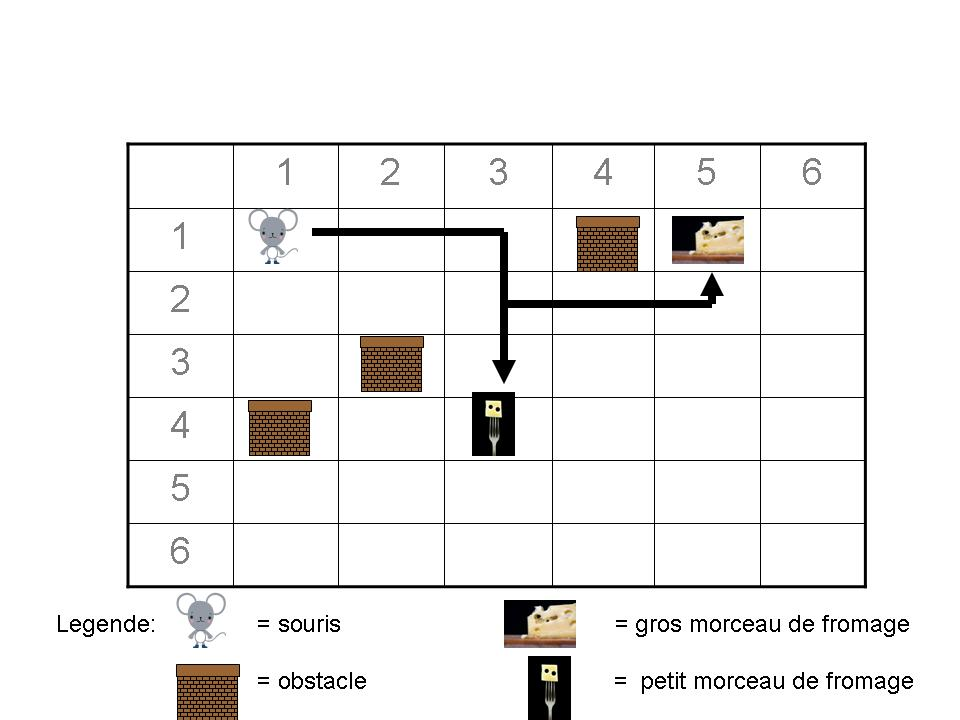 1 2 3 4 5 6
1
2
3
4
5
6
Legende: = souris = gros morceau de fromage
= obstacle = petit morceau de fromage